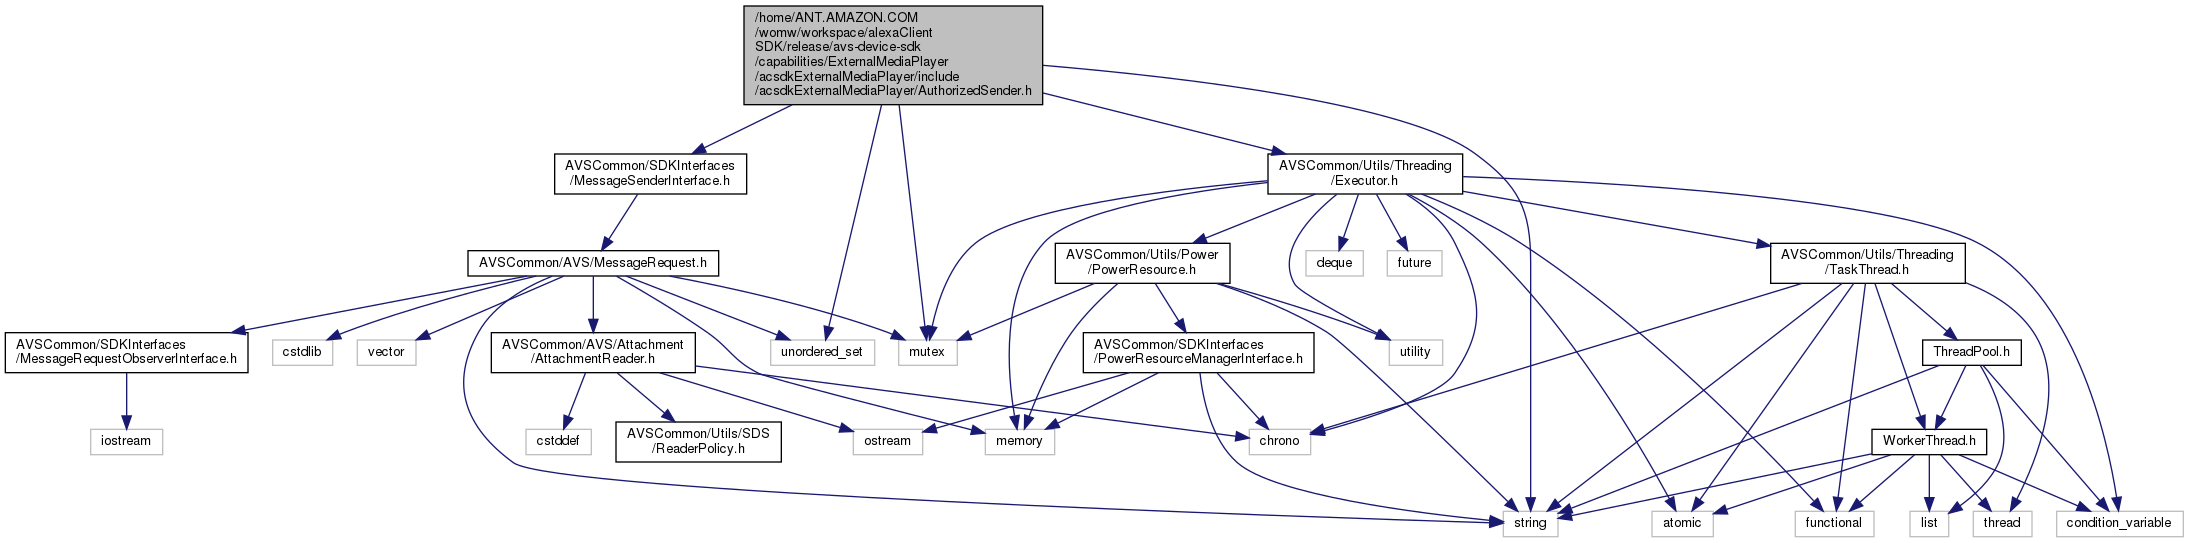 /home/ANT.AMAZON.COM
/womw/workspace/alexaClient
SDK/release/avs-device-sdk
/capabilities/ExternalMediaPlayer
/acsdkExternalMediaPlayer/include
/acsdkExternalMediaPlayer/AuthorizedSender.h
AVSCommon/SDKInterfaces
/MessageSenderInterface.h
AVSCommon/Utils/Threading
/Executor.h
AVSCommon/AVS/MessageRequest.h
AVSCommon/Utils/Power
/PowerResource.h
deque
future
AVSCommon/Utils/Threading
/TaskThread.h
AVSCommon/SDKInterfaces
/MessageRequestObserverInterface.h
cstdlib
vector
AVSCommon/AVS/Attachment
/AttachmentReader.h
unordered_set
mutex
AVSCommon/SDKInterfaces
/PowerResourceManagerInterface.h
utility
ThreadPool.h
iostream
cstddef
AVSCommon/Utils/SDS
/ReaderPolicy.h
ostream
memory
chrono
WorkerThread.h
string
atomic
functional
list
thread
condition_variable